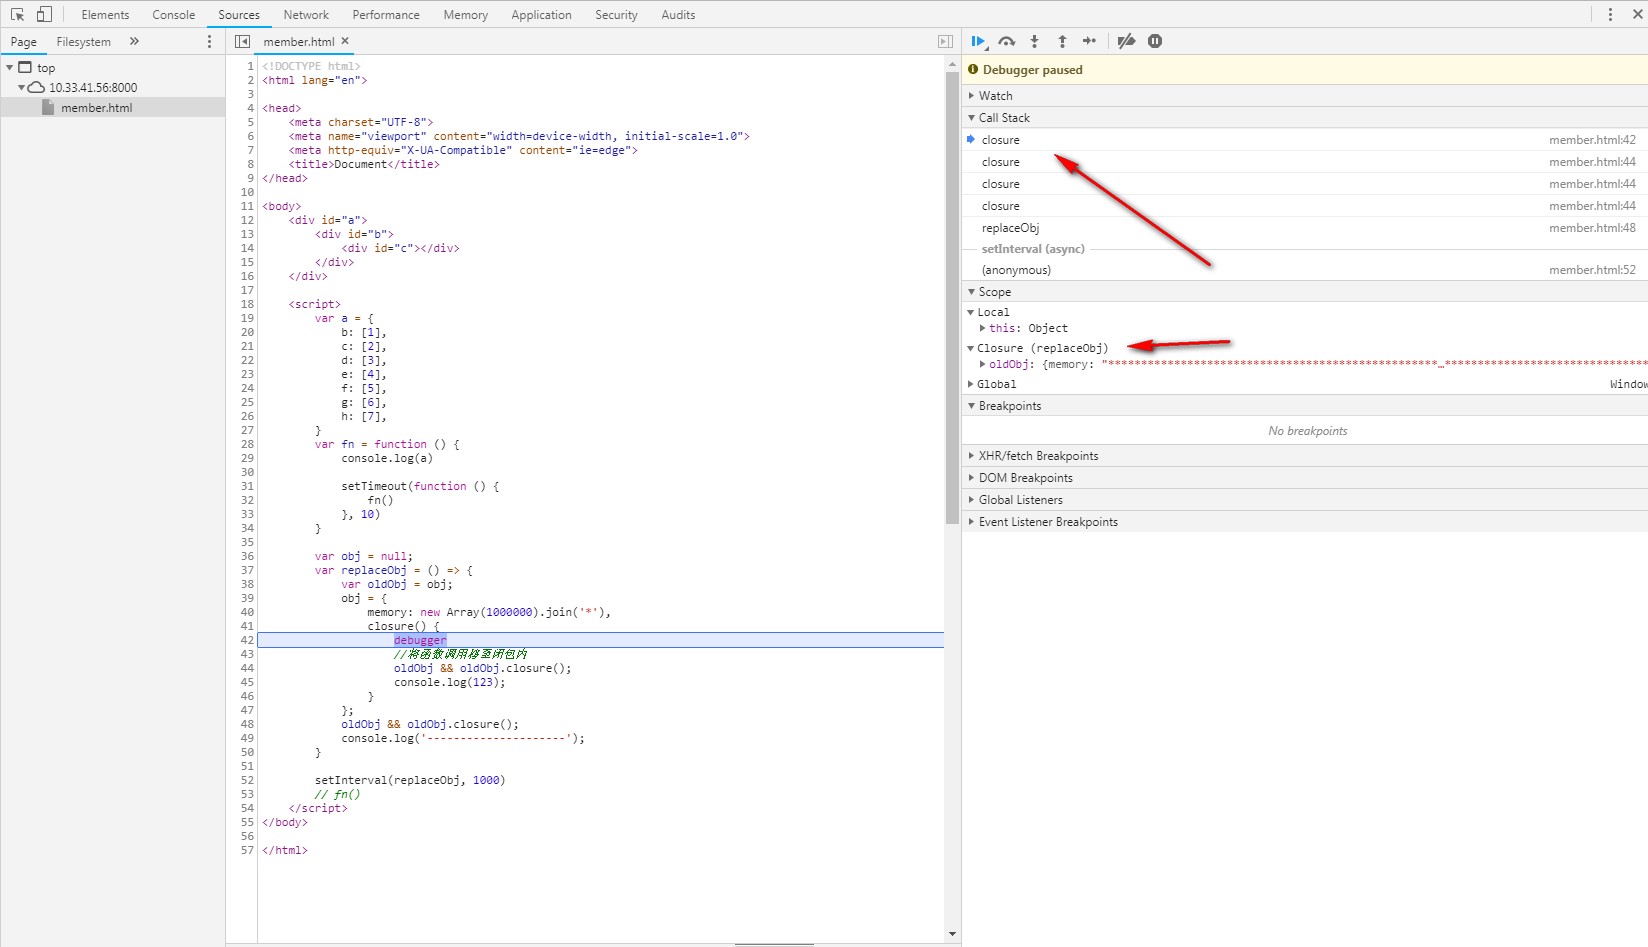 Elements Console Sources Network Performance Memory Application Security Audits
Page Filesystem »
top
10.33.41.56:8000
member.html
member.html ×
1 <!DOCTYPE html>
2 <html lang="en">
3
4 <head>
5 <meta charset="UTF-8">
6 <meta name="viewport" content="width=device-width, initial-scale=1.0">
7 <meta http-equiv="X-UA-Compatible" content="ie=edge">
8 <title>Document</title>
9 </head>
10
11 <body>
12 <div id="a">
13 <div id="b">
14 <div id="c"></div>
15 </div>
16 </div>
17
18 <script>
19 var a = {
20 b: [1],
21 c: [2],
22 d: [3],
23 e: [4],
24 f: [5],
25 g: [6],
26 h: [7],
27 }
28 var fn = function () {
29 console.log(a)
30
31 setTimeout(function () {
32 fn()
33 }, 10)
34 }
35
36 var obj = null;
37 var replaceObj = () => {
38 var oldObj = obj;
39 obj = {
40 memory: new Array(1000000).join('*'),
41 closure() {
42 debugger
43 //将函数调用移至闭包内
44 oldObj && oldObj.closure();
45 console.log(123);
46 }
47 };
48 oldObj && oldObj.closure();
49 console.log('---------------------');
50 }
51
52 setInterval(replaceObj, 1000)
53 // fn()
54 </script>
55 </body>
56
57 </html>
Debugger paused
Watch
Call Stack
closure member.html:42
closure member.html:44
closure member.html:44
closure member.html:44
replaceObj member.html:48
setInterval (async)
(anonymous) member.html:52
Scope
Local
this: Object
Closure (replaceObj)
oldObj: {memory: "**************************************************…*******************************
Global Window
Breakpoints
No breakpoints
XHR/fetch Breakpoints
DOM Breakpoints
Global Listeners
Event Listener Breakpoints